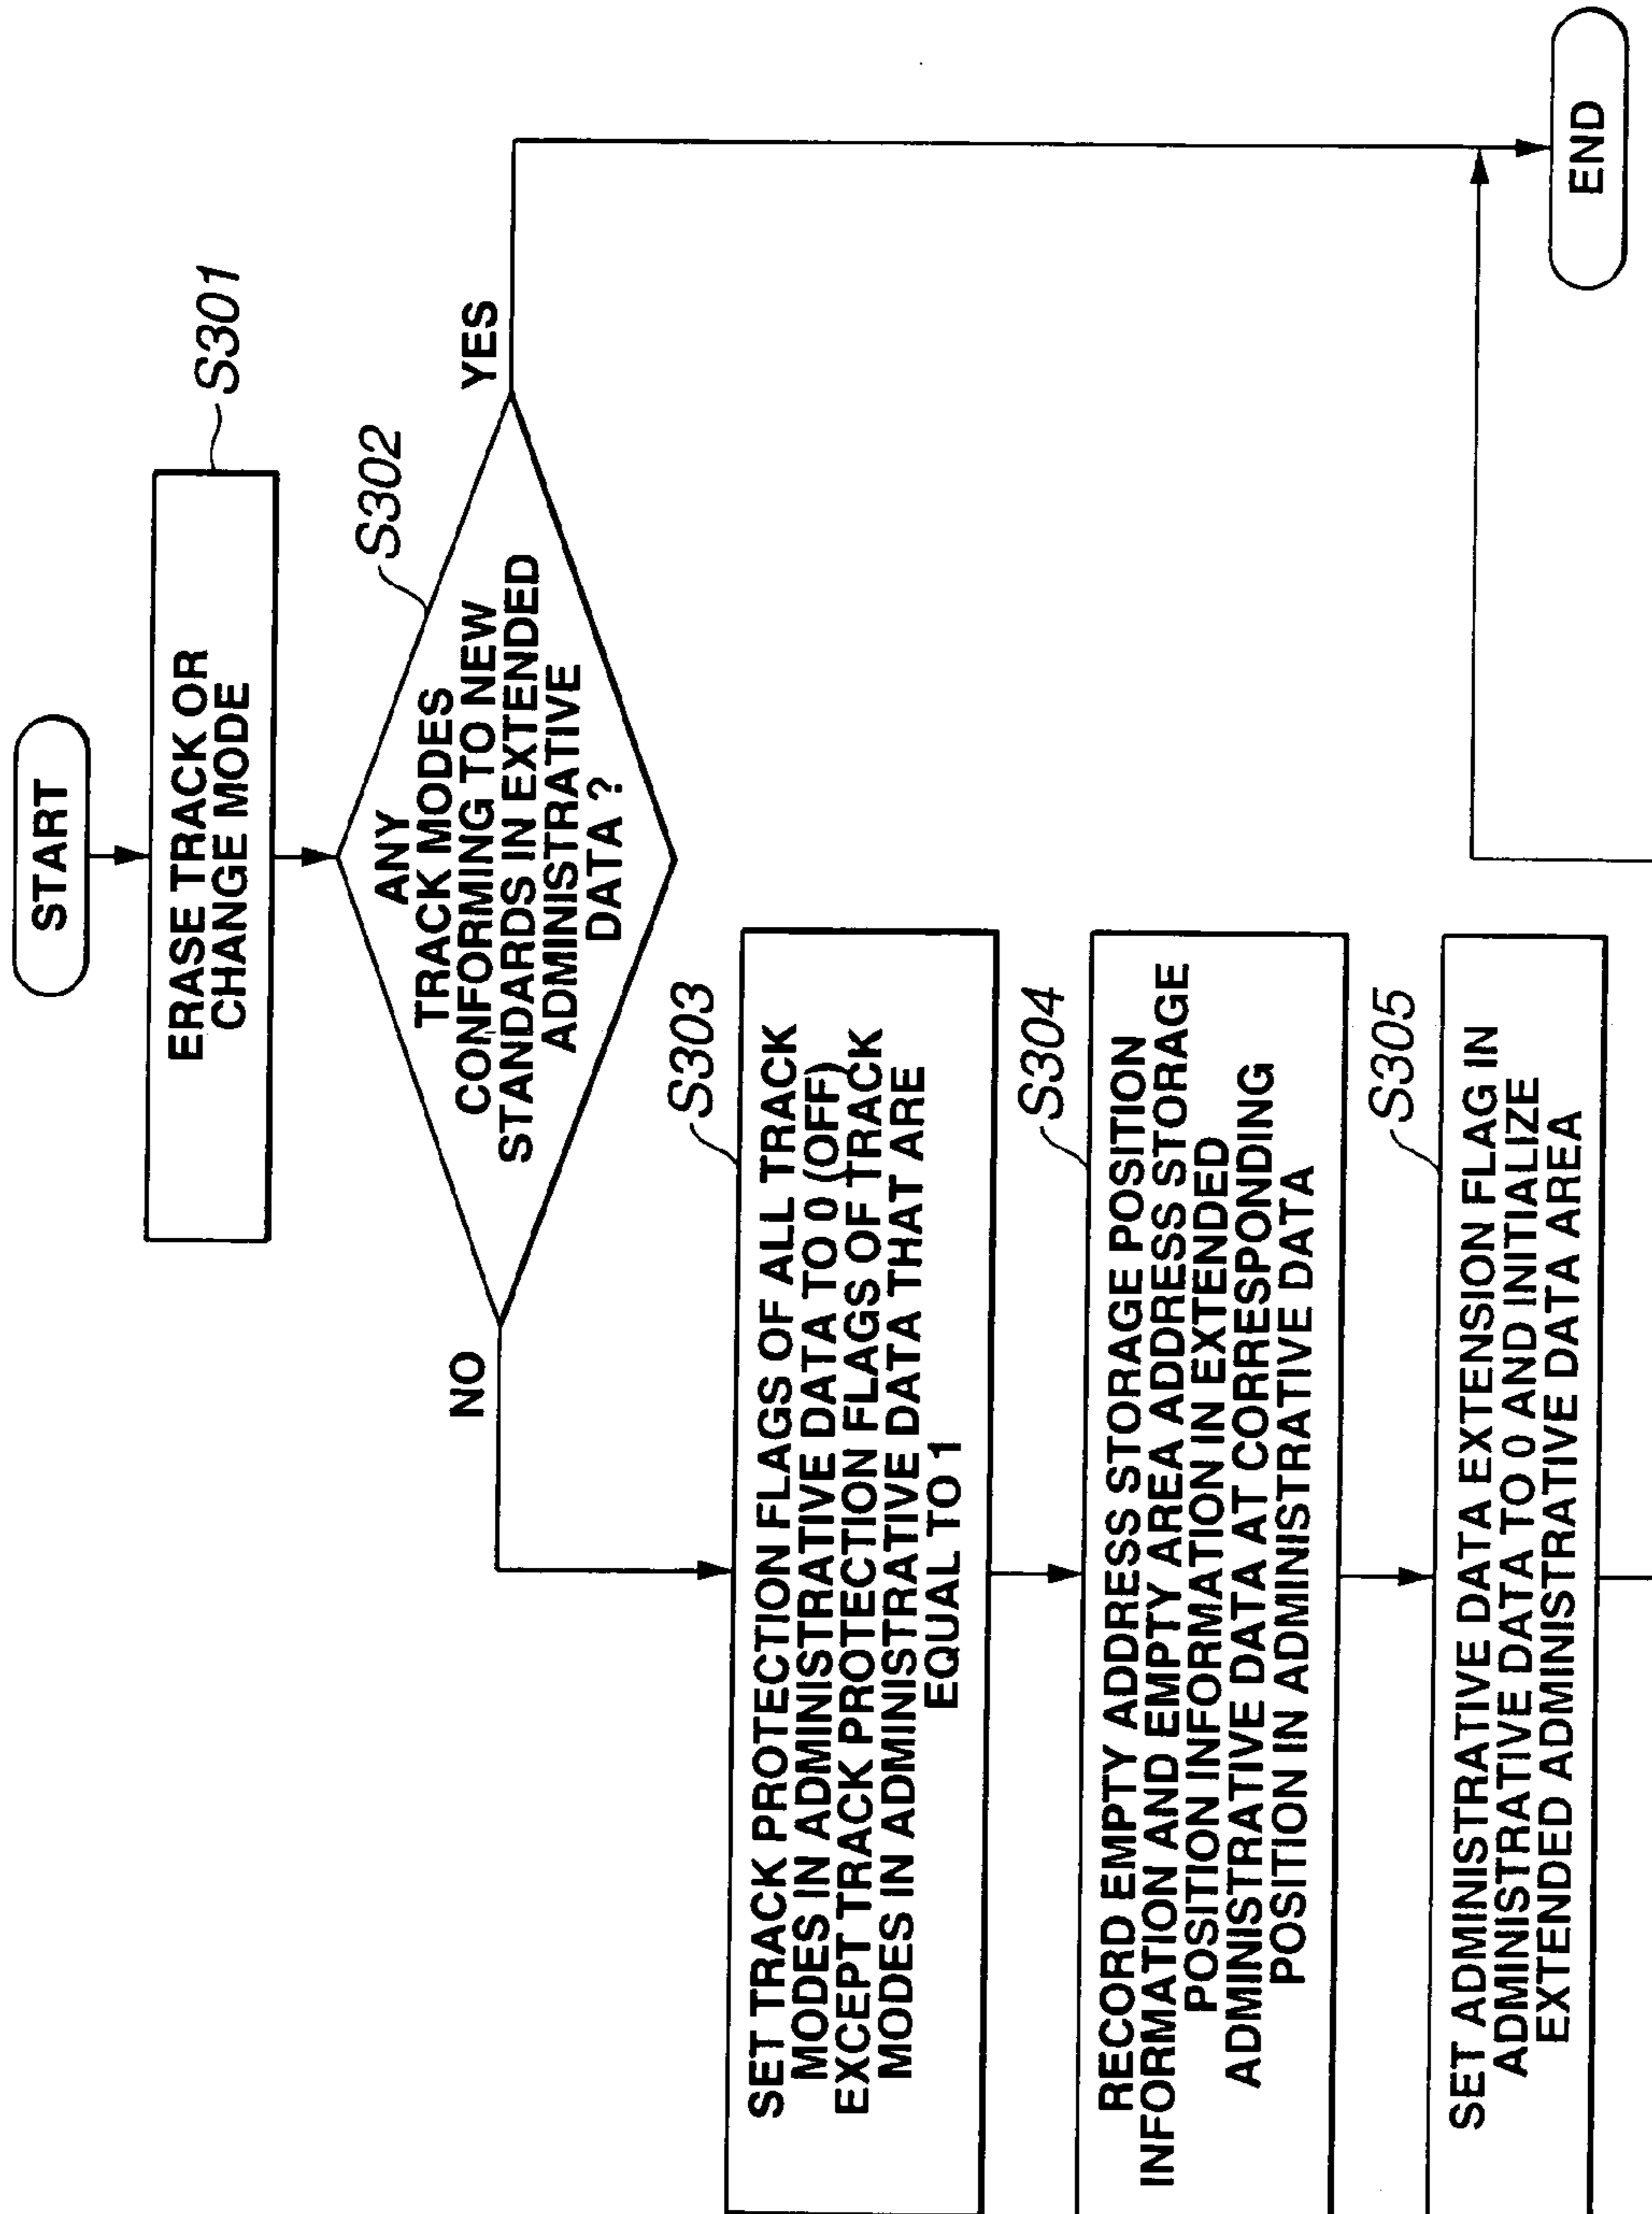 START
ERASE TRACK OR
CHANGE MODE
S301
ANY
TRACK MODES
CONFORMING TO NEW
STANDARDS IN EXTENDED
ADMINISTRATIVE
DATA ?
S302
YES
NO
SET TRACK PROTECTION FLAGS OF ALL TRACK
MODES IN ADMINISTRATIVE DATA TO 0 (OFF)
EXCEPT TRACK PROTECTION FLAGS OF TRACK
MODES IN ADMINISTRATIVE DATA THAT ARE
EQUAL TO 1
S303
RECORD EMPTY ADDRESS STORAGE POSITION
INFORMATION AND EMPTY AREA ADDRESS STORAGE
POSITION INFORMATION IN EXTENDED
ADMINISTRATIVE DATA AT CORRESPONDING
POSITION IN ADMINISTRATIVE DATA
S304
SET ADMINISTRATIVE DATA EXTENSION FLAG IN
ADMINISTRATIVE DATA TO 0 AND INITIALIZE
EXTENDED ADMINISTRATIVE DATA AREA
S305
END